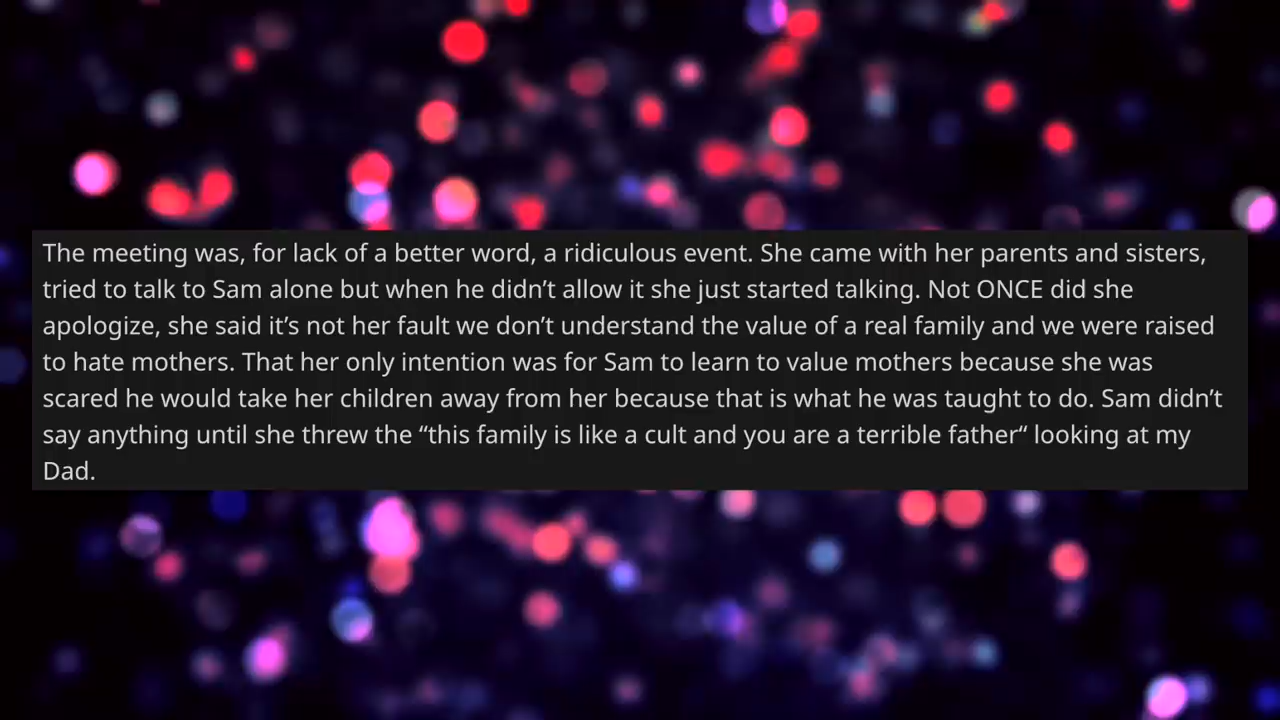 The meeting was, for lack of a better word, a ridiculous event. She came with her parents and sisters,
tried to talk to Sam alone but when he didn’t allow it she just started talking. Not ONCE did she
apologize, she said it’s not her fault we don’t understand the value of a real family and we were raised
to hate mothers. That her only intention was for Sam to learn to value mothers because she was
scared he would take her children away from her because that is what he was taught to do. Sam didn’t
say anything until she threw the “this family is like a cult and you are a terrible father“ looking at my
Dad.